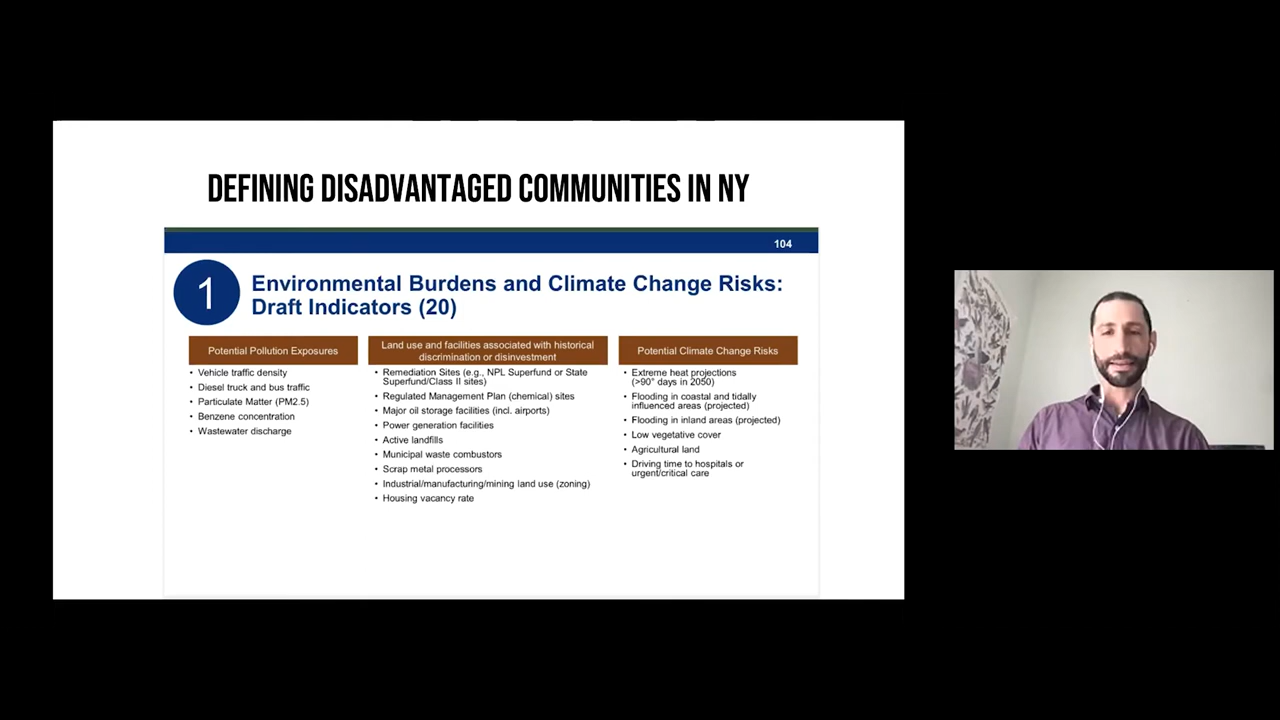 DEFINING DISADVANTAGED COMMUNITIES IN NY
104
1
Environmental Burdens and Climate Change Risks:
Draft Indicators (20)
Potential Pollution Exposures
• Vehicle traffic density
• Diesel truck and bus traffic
• Particulate Matter (PM2.5)
• Benzene concentration
• Wastewater discharge
Land use and facilities associated with historical
discrimination or disinvestment
• Remediation Sites (e.g., NPL Superfund or State
Superfund/Class II sites)
• Regulated Management Plan (chemical) sites
• Major oil storage facilities (incl. airports)
• Power generation facilities
• Active landfills
• Municipal waste combustors
• Scrap metal processors
• Industrial/manufacturing/mining land use (zoning)
• Housing vacancy rate
Potential Climate Change Risks
• Extreme heat projections
(>90° days in 2050)
• Flooding in coastal and tidally
influenced areas (projected)
• Flooding in inland areas (projected)
• Low vegetative cover
• Agricultural land
• Driving time to hospitals or
urgent/critical care